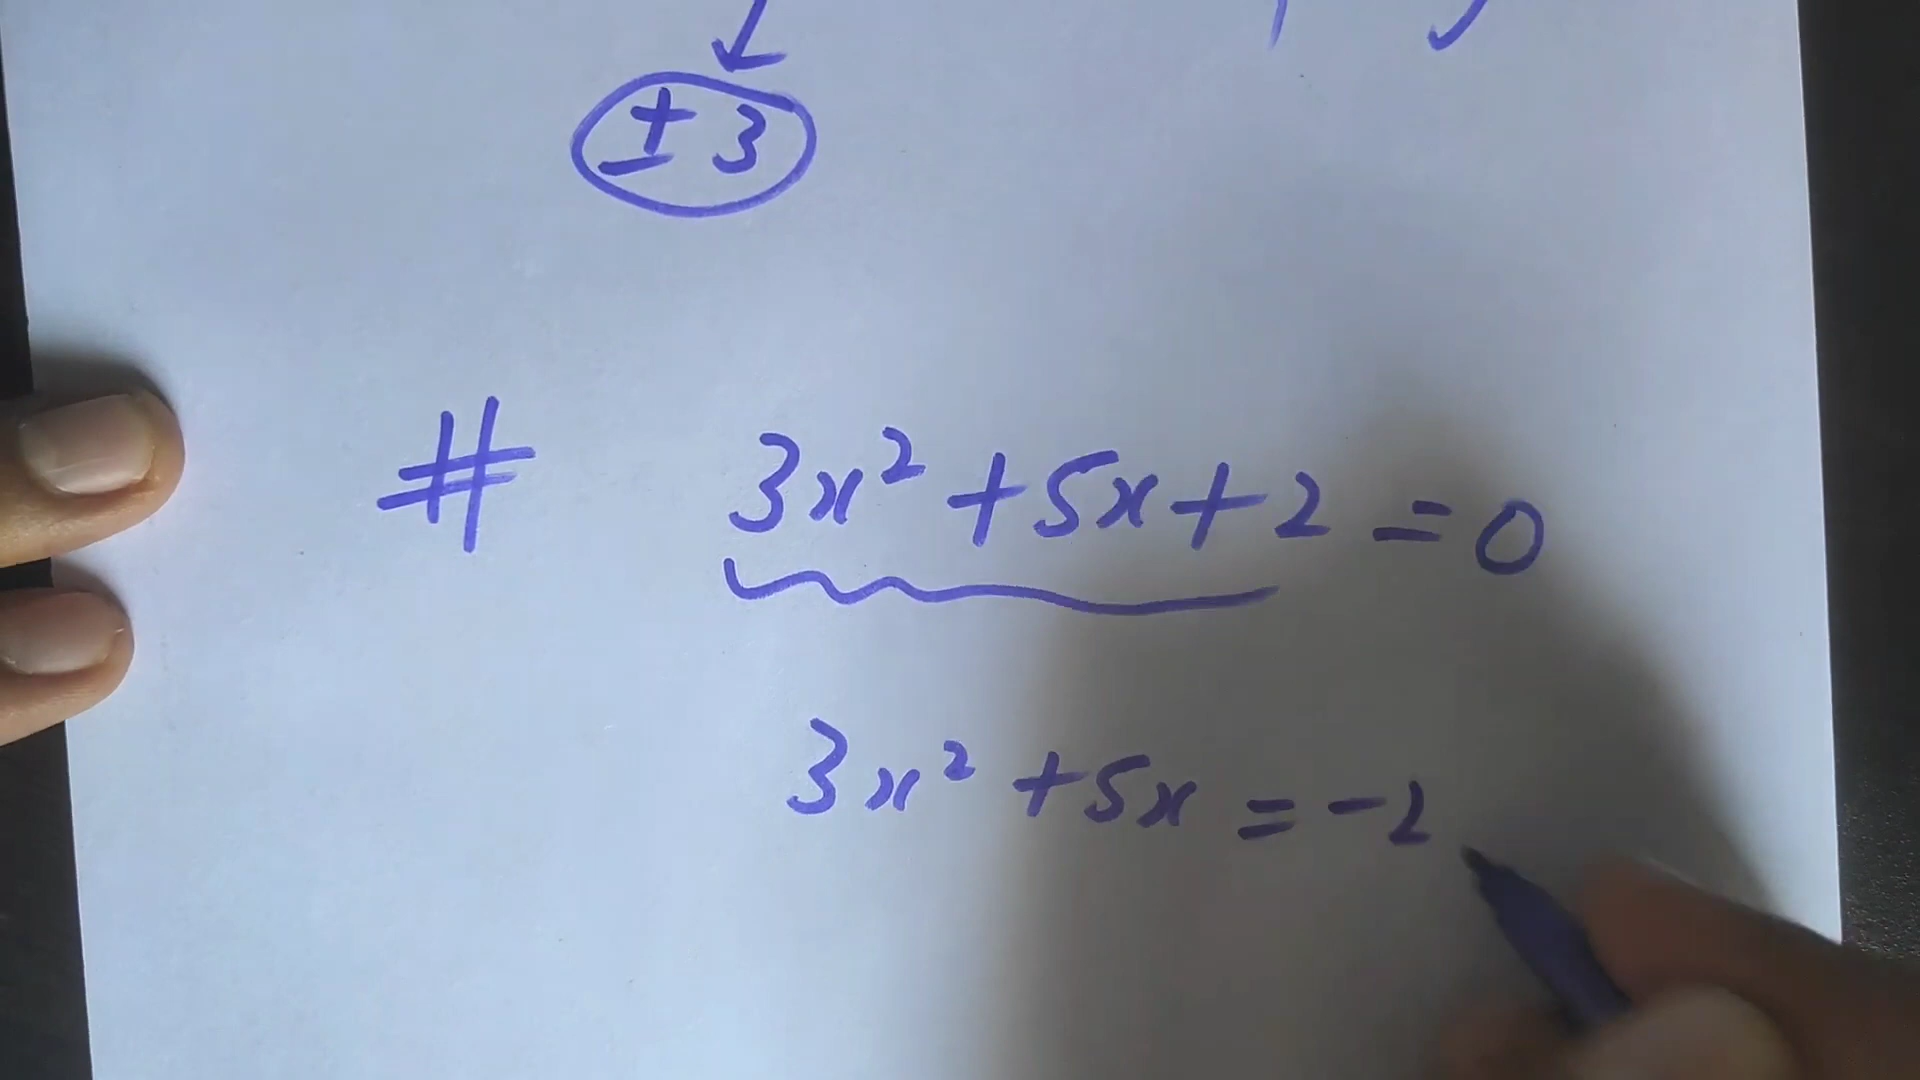 ± 3
# 3x² + 5x + 2 = 0
3x² + 5x = -2